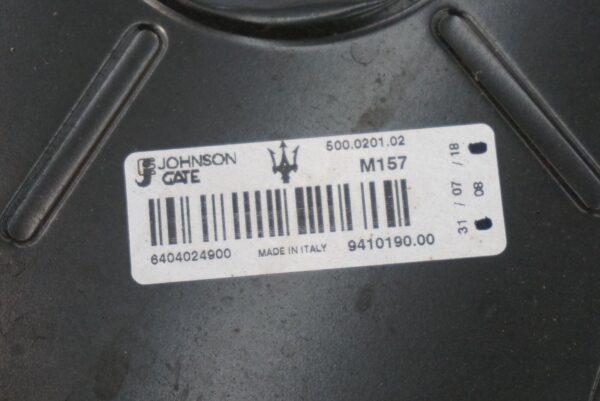 JOHNSON
GATE
500.0201.02
M157
6404024900
MADE IN ITALY
9410190.00
31 / 07 / 18
08